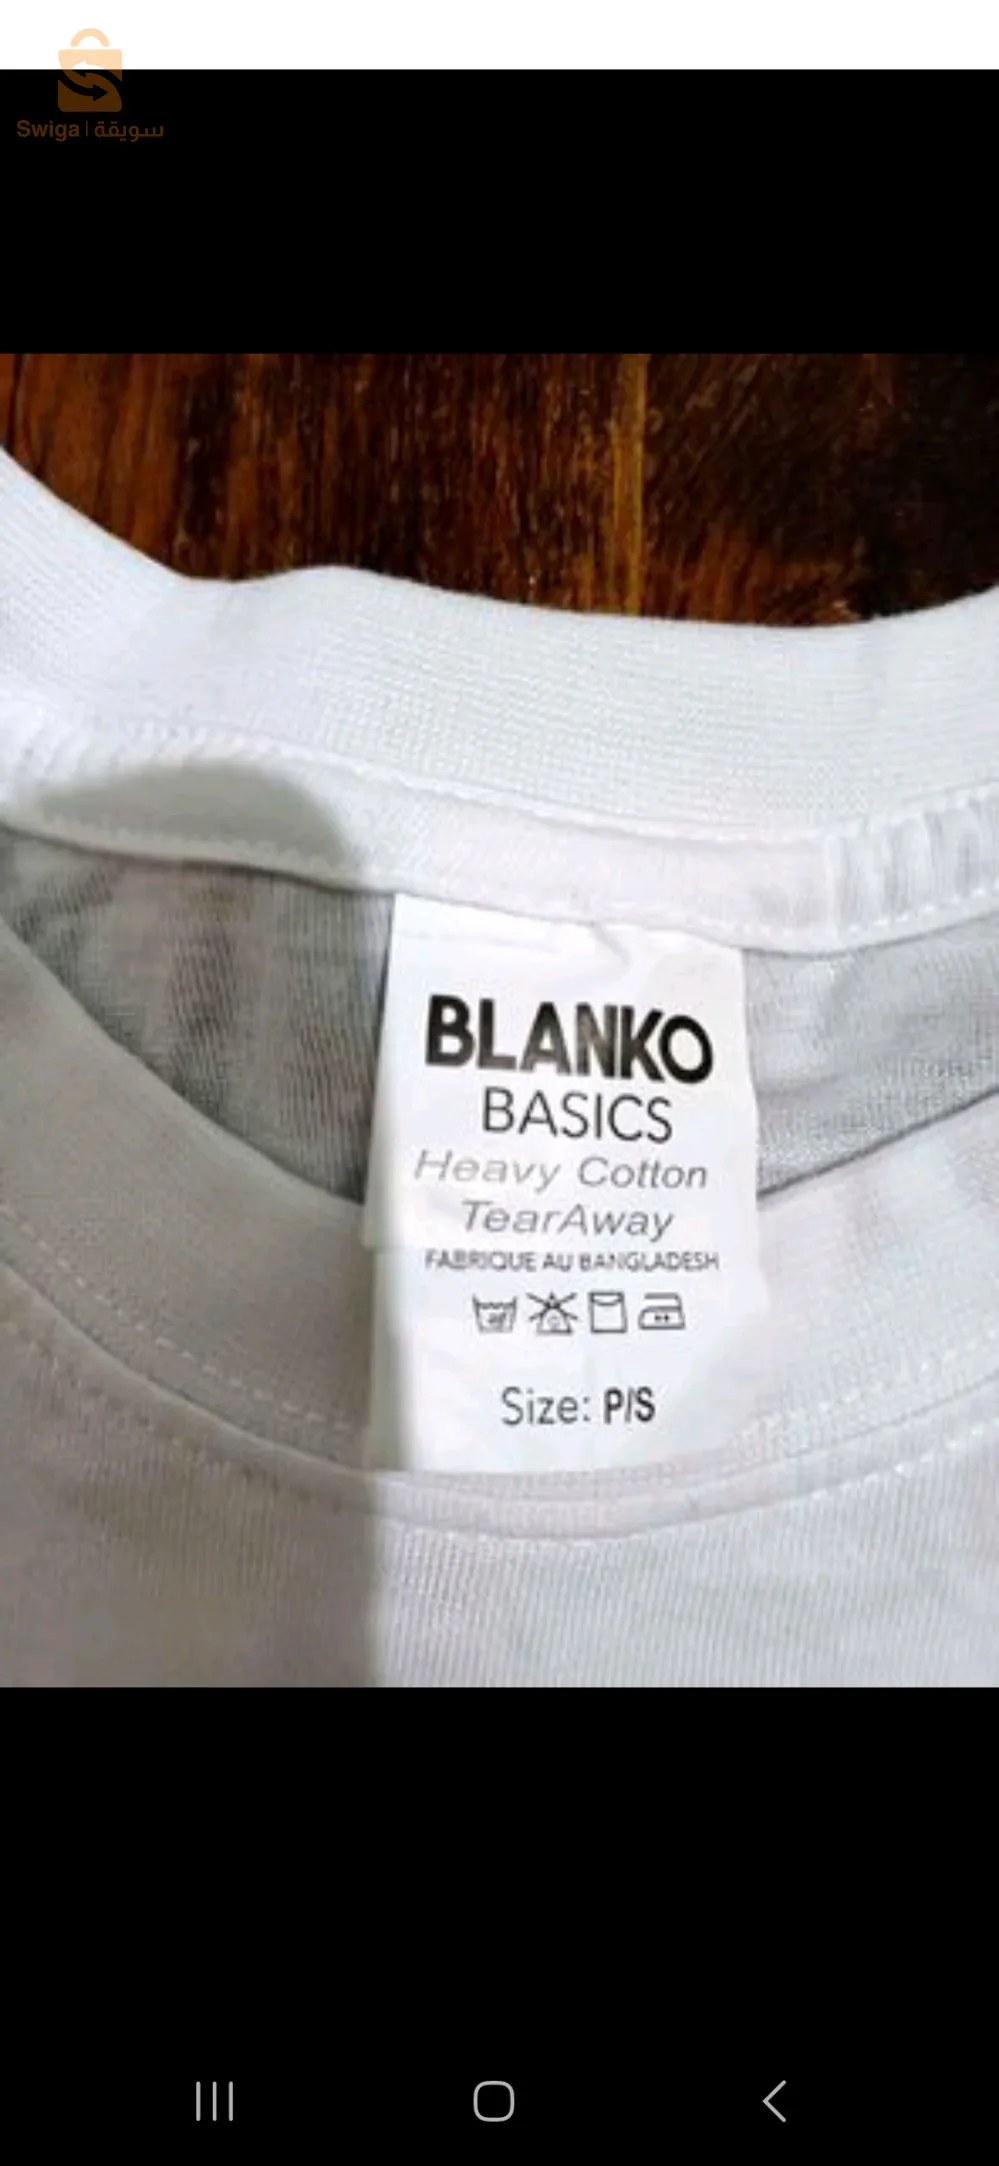 Swiga | سويقة
BLANKO
BASICS
Heavy Cotton
TearAway
FABRIQUE AU BANGLADESH
Size: P/S